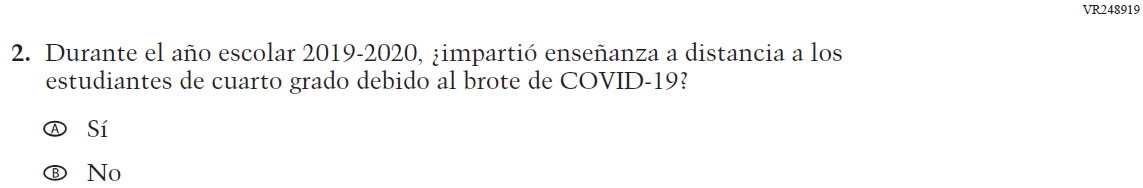 VR248919
2. Durante el año escolar 2019-2020, ¿impartió enseñanza a distancia a los
estudiantes de cuarto grado debido al brote de COVID-19?
A Sí
B No